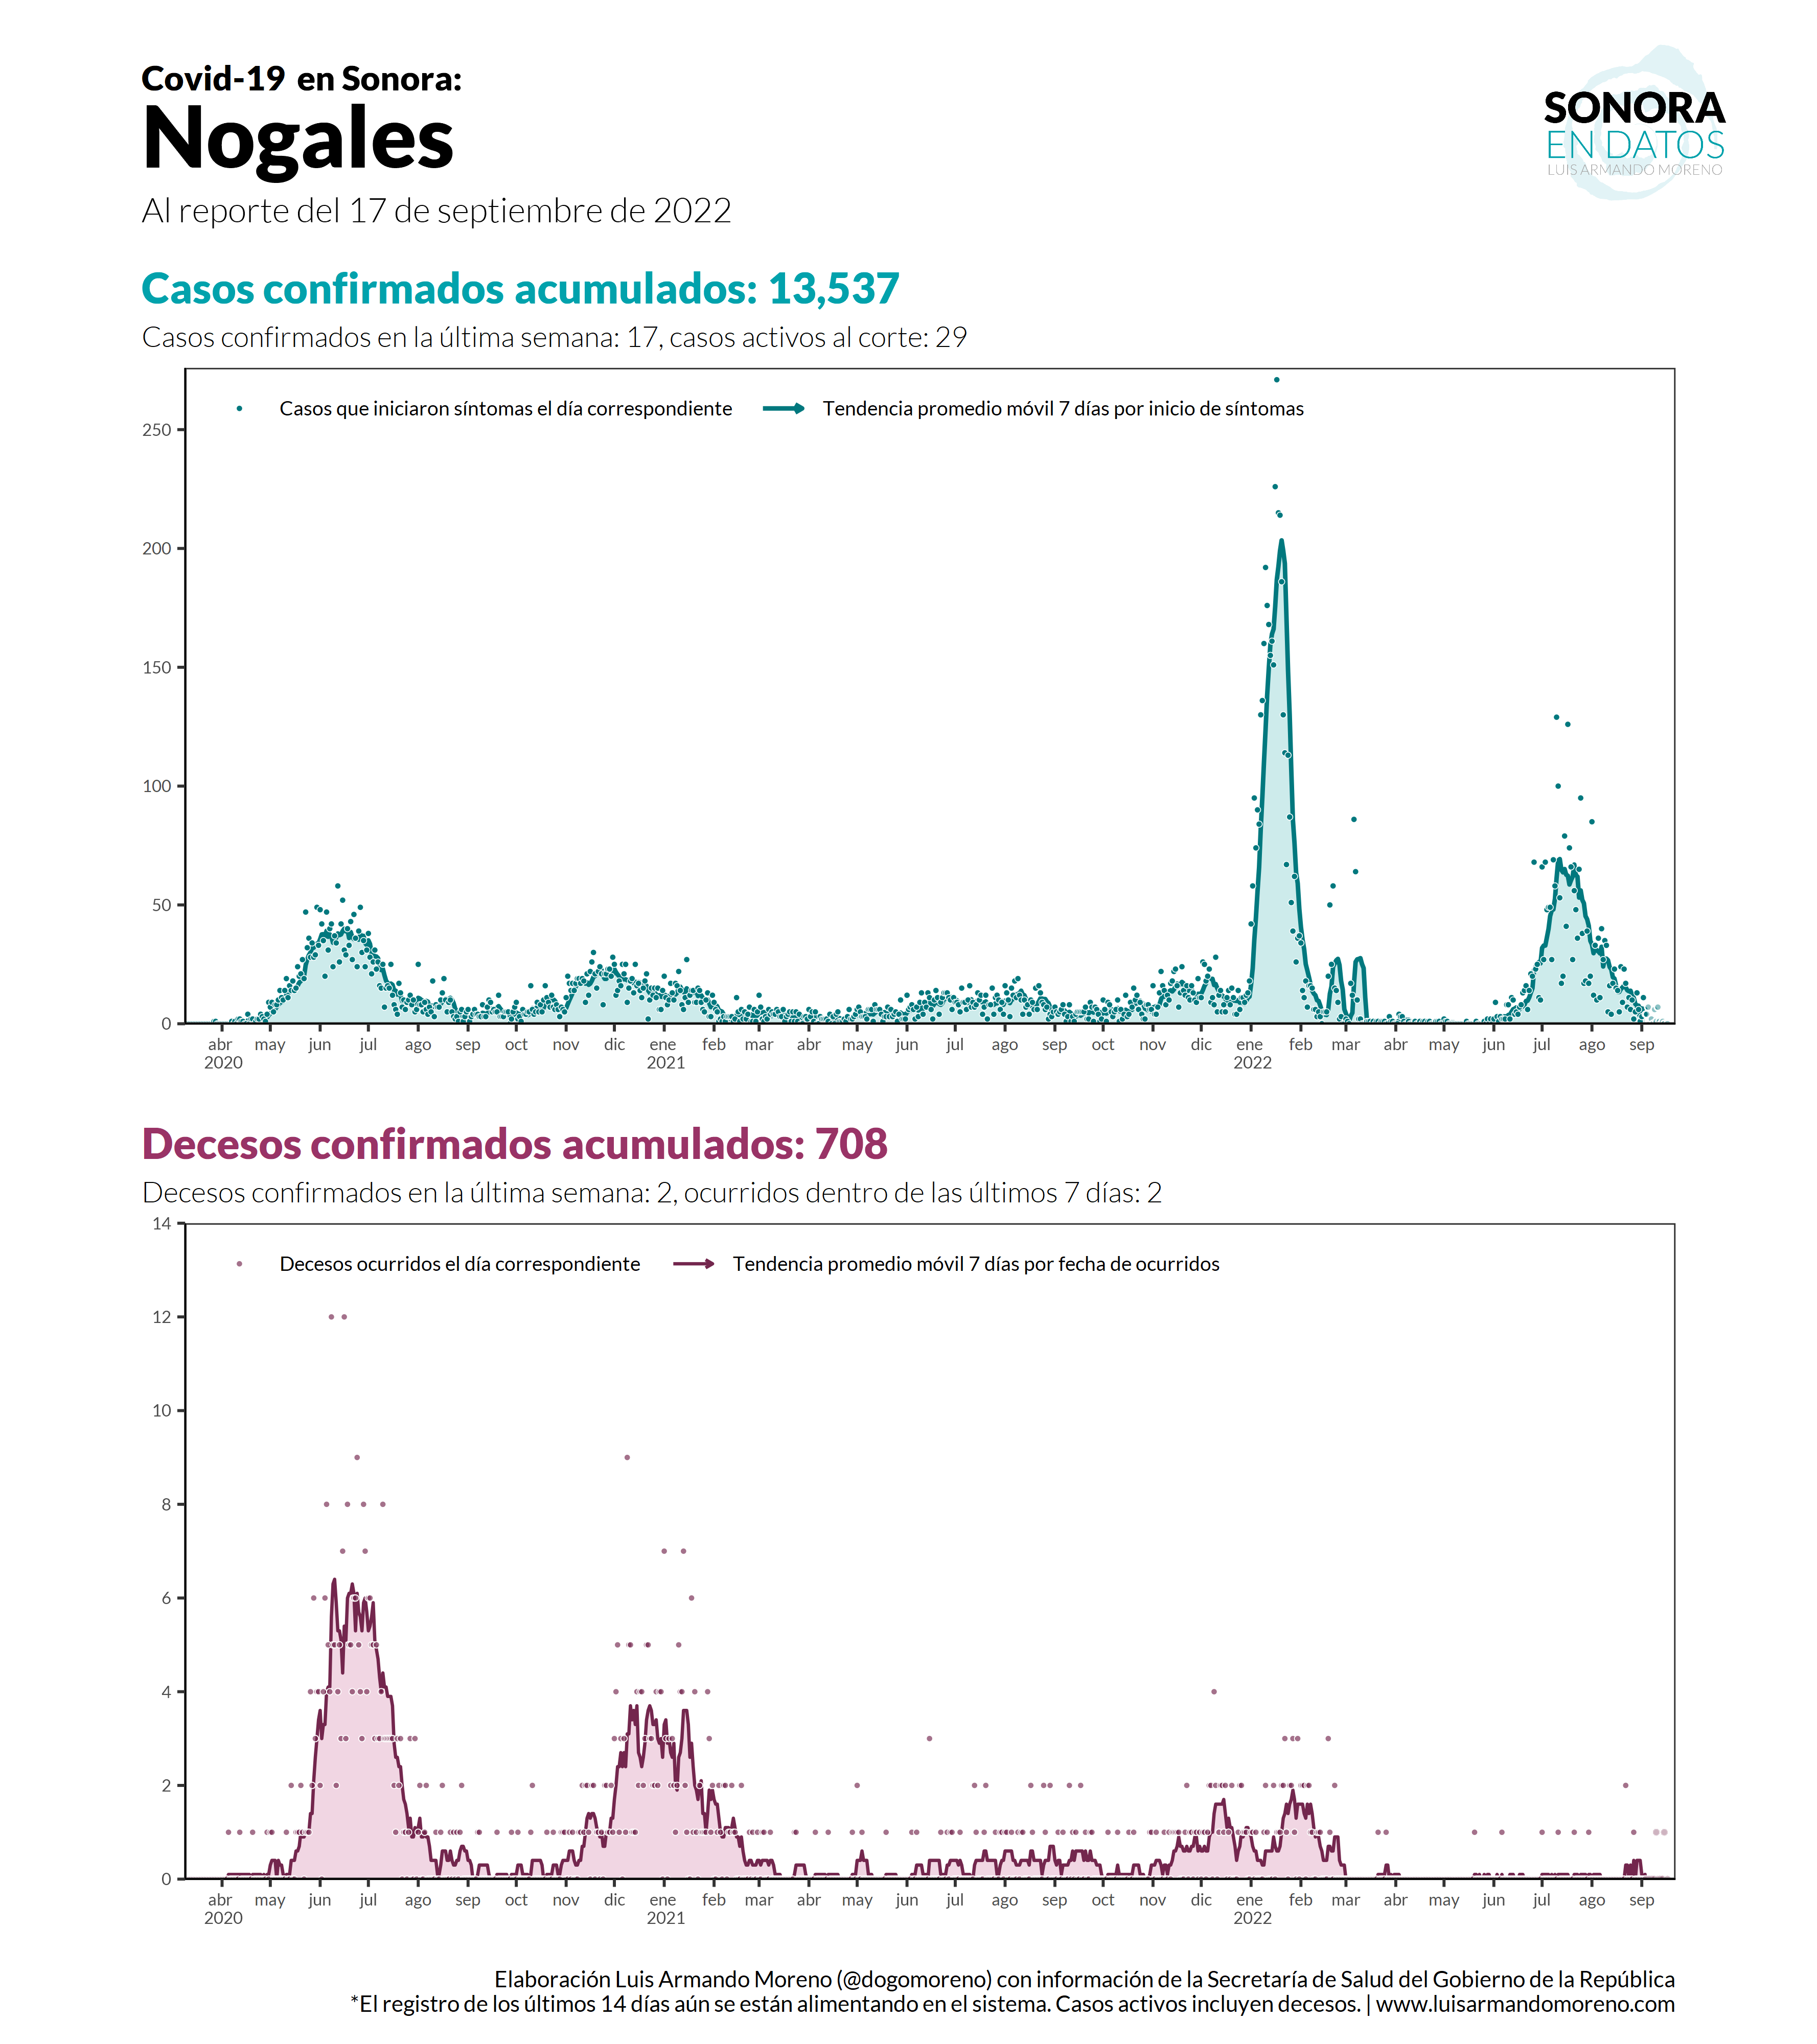 Covid-19 en Sonora:
Nogales
Al reporte del 17 de septiembre de 2022
SONORA
EN DATOS
LUIS ARMANDO MORENO
Casos confirmados acumulados: 13,537
Casos confirmados en la última semana: 17, casos activos al corte: 29
Casos que iniciaron síntomas el día correspondiente Tendencia promedio móvil 7 días por inicio de síntomas
250
200
150
100
50
0
abr may jun jul ago sep oct nov dic ene feb mar abr may jun jul ago sep oct nov dic ene feb mar abr may jun jul ago sep
2020 2021 2022
Decesos confirmados acumulados: 708
Decesos confirmados en la última semana: 2, ocurridos dentro de las últimos 7 días: 2
14
Decesos ocurridos el día correspondiente Tendencia promedio móvil 7 días por fecha de ocurridos
12
10
8
6
4
2
0
abr may jun jul ago sep oct nov dic ene feb mar abr may jun jul ago sep oct nov dic ene feb mar abr may jun jul ago sep
2020 2021 2022
Elaboración Luis Armando Moreno (@dogomoreno) con información de la Secretaría de Salud del Gobierno de la República
*El registro de los últimos 14 días aún se están alimentando en el sistema. Casos activos incluyen decesos. | www.luisarmandomoreno.com